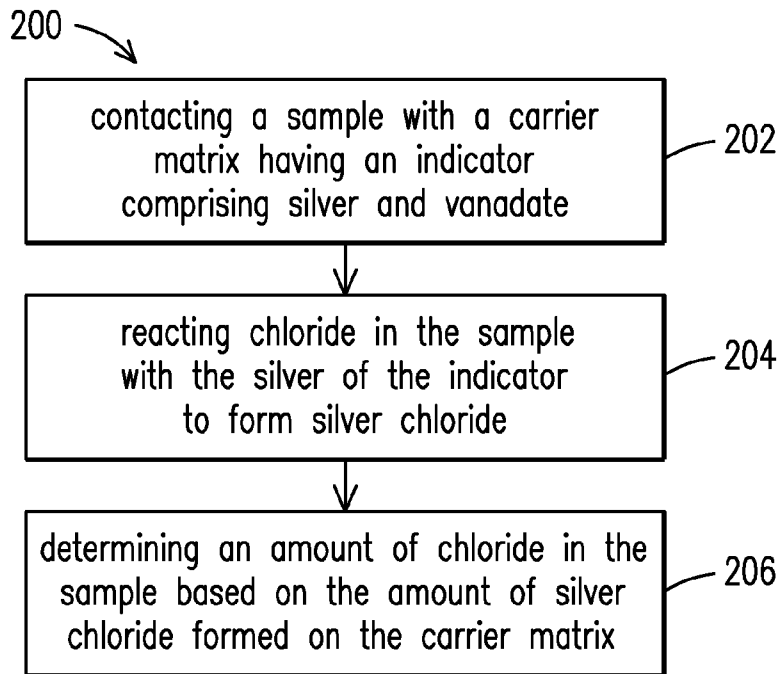 200
contacting a sample with a carrier
matrix having an indicator
comprising silver and vanadate
202
reacting chloride in the sample
with the silver of the indicator
to form silver chloride
204
determining an amount of chloride in the
sample based on the amount of silver
chloride formed on the carrier matrix
206